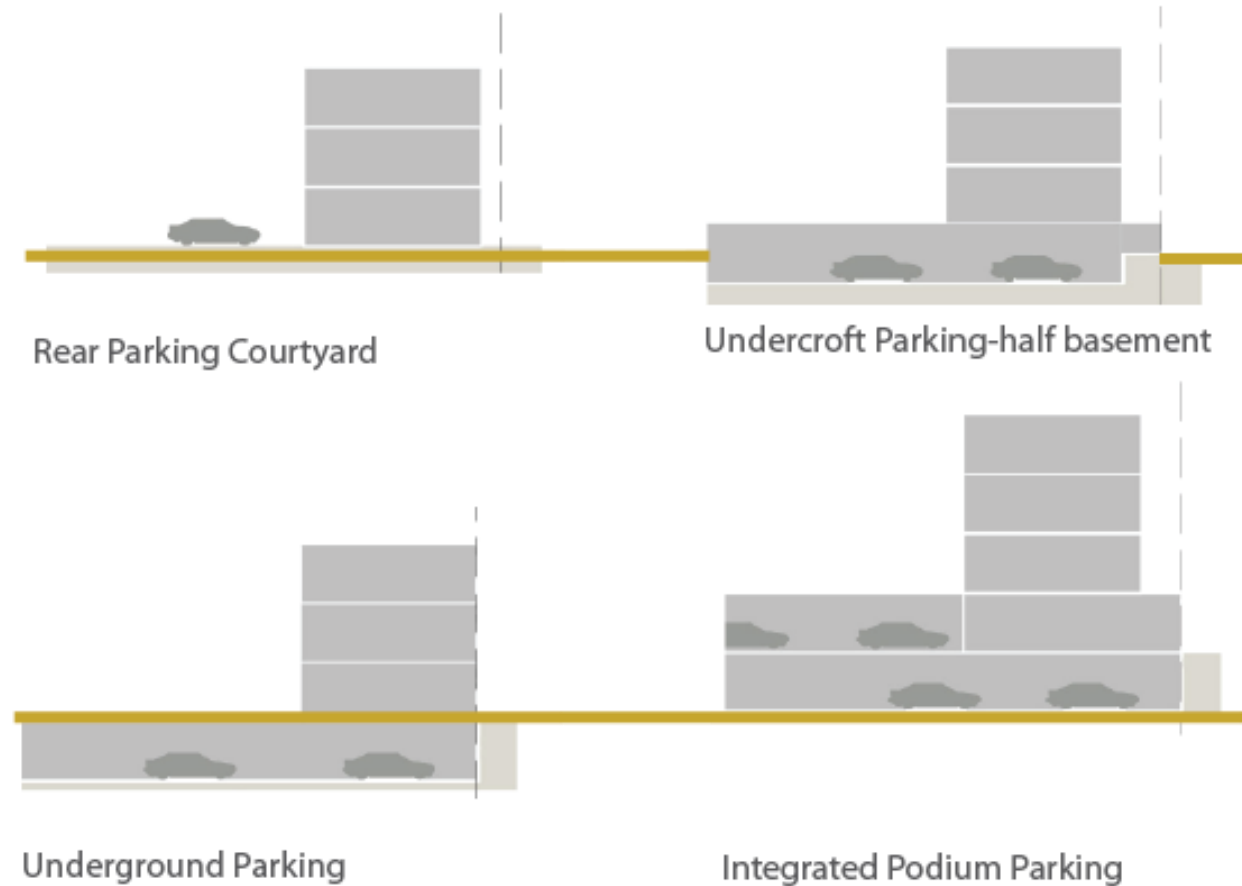 Rear Parking Courtyard
Undercroft Parking-half basement
Underground Parking
Integrated Podium Parking